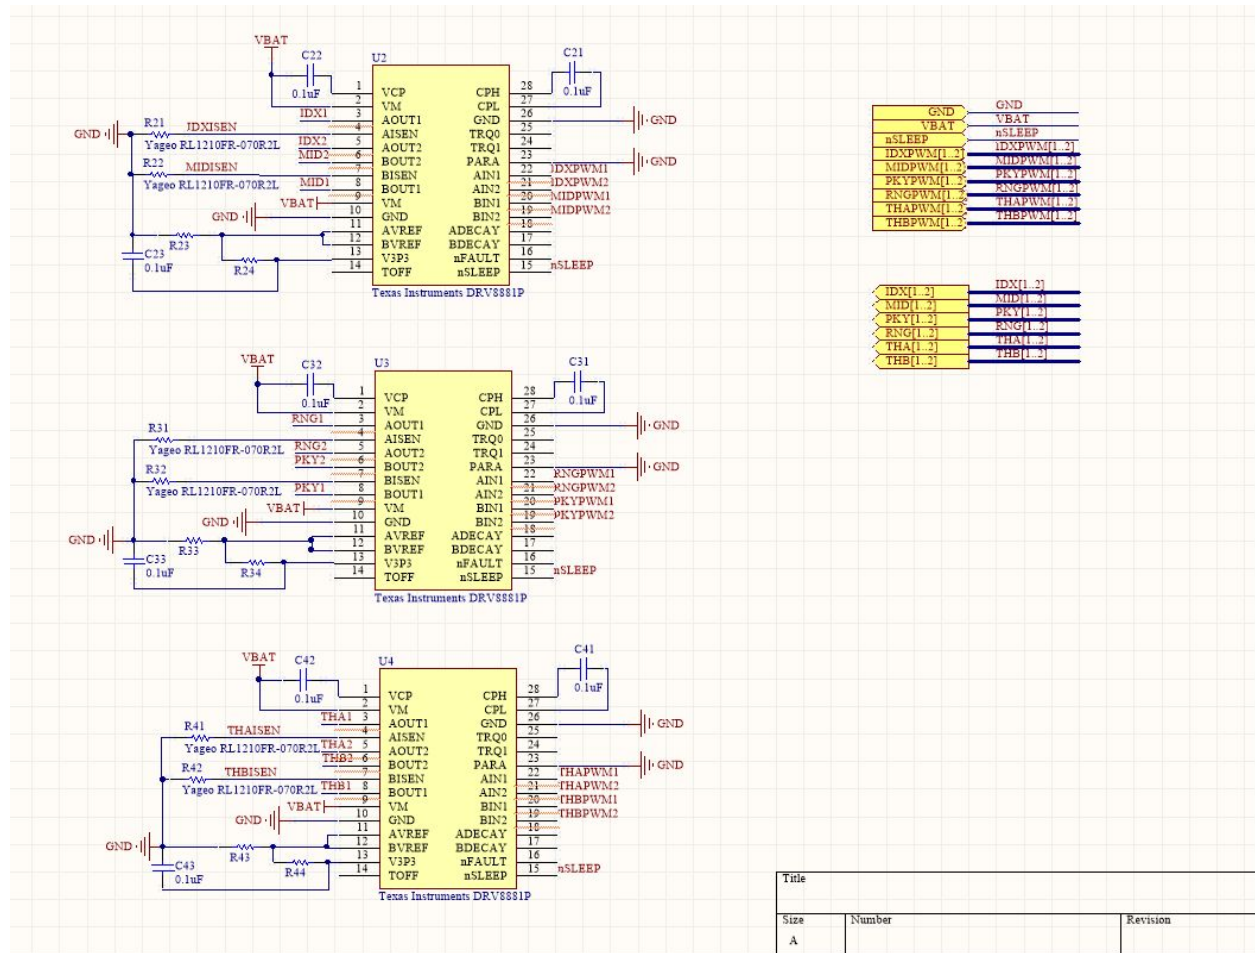 VBAT
C22
0.1uF
U2
C21
0.1uF
1 VCP CPH 28
2 VM CPL 27
IDX1 3 AOUT1 GND 26 GND
R21 JDXISEN 4 AISEN TRQ0 25
GND
Yageo RL1210FR-070R2L
IDX2 5 AOUT2 TRQ1 24
MID2 6 BOUT2 PARA 23 GND
R22 MIDISEN 7 BISEN AIN1 22 IDXPWM1
Yageo RL1210FR-070R2L
MID1 8 BOUT1 AIN2 21 IDXPWM2
VBAT 9 VM BIN1 20 MIDPWM1
GND 10 GND BIN2 19 MIDPWM2
11 AVREF ADECAY 18
12 BVREF BDECAY 17
13 V3P3 nFAULT 16
14 TOFF nSLEEP 15 nSLEEP
R23
C23
0.1uF
R24
Texas Instruments DRV8881P
VBAT
C32
0.1uF
U3
C31
0.1uF
1 VCP CPH 28
2 VM CPL 27
RNG1 3 AOUT1 GND 26 GND
R31 4 AISEN TRQ0 25
Yageo RL1210FR-070R2L
RNG2 5 AOUT2 TRQ1 24
PKY2 6 BOUT2 PARA 23 GND
R32 7 BISEN AIN1 22 RNGPWM1
Yageo RL1210FR-070R2L
PKY1 8 BOUT1 AIN2 21 RNGPWM2
VBAT 9 VM BIN1 20 PKYPWM1
GND 10 GND BIN2 19 PKYPWM2
11 AVREF ADECAY 18
12 BVREF BDECAY 17
13 V3P3 nFAULT 16
14 TOFF nSLEEP 15 nSLEEP
GND
R33
C33
0.1uF
R34
Texas Instruments DRV8881P
VBAT
C42
0.1uF
U4
C41
0.1uF
1 VCP CPH 28
2 VM CPL 27
THA1 3 AOUT1 GND 26 GND
R41 THAISEN 4 AISEN TRQ0 25
Yageo RL1210FR-070R2L
THA2 5 AOUT2 TRQ1 24
THB2 6 BOUT2 PARA 23 GND
R42 THBISEN 7 BISEN AIN1 22 THAPWM1
Yageo RL1210FR-070R2L
THB1 8 BOUT1 AIN2 21 THAPWM2
VBAT 9 VM BIN1 20 THBPWM1
GND 10 GND BIN2 19 THBPWM2
11 AVREF ADECAY 18
12 BVREF BDECAY 17
13 V3P3 nFAULT 16
14 TOFF nSLEEP 15 nSLEEP
GND
R43
C43
0.1uF
R44
Texas Instruments DRV8881P
GND GND
VBAT VBAT
nSLEEP nSLEEP
IDXPWM[1..2] IDXPWM[1..2]
MIDPWM[1..2] MIDPWM[1..2]
PKYPWM[1..2] PKYPWM[1..2]
RNGPWM[1..2] RNGPWM[1..2]
THAPWM[1..2] THAPWM[1..2]
THBPWM[1..2] THBPWM[1..2]
IDX[1..2] IDX[1..2]
MID[1..2] MID[1..2]
PKY[1..2] PKY[1..2]
RNG[1..2] RNG[1..2]
THA[1..2] THA[1..2]
THB[1..2] THB[1..2]
Title
Size Number Revision
A